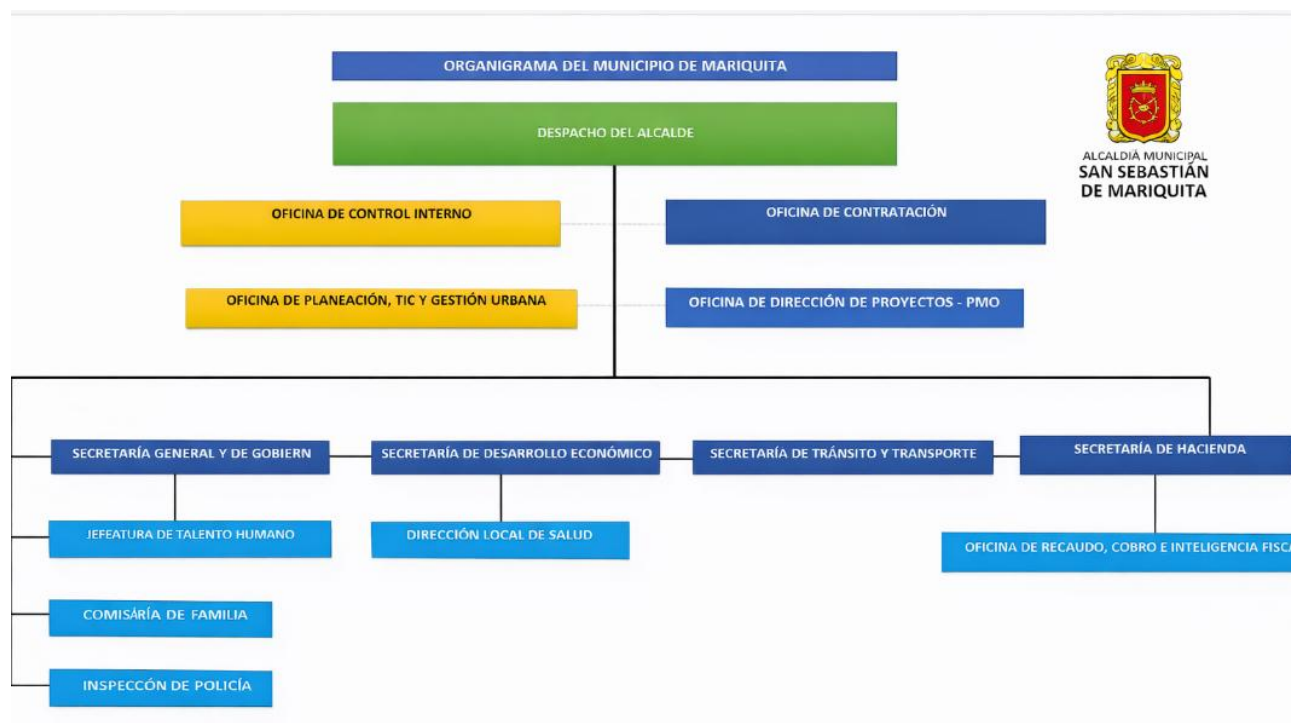 ORGANIGRAMA DEL MUNICIPIO DE MARIQUITA
DESPACHO DEL ALCALDE
ALCALDIÁ MUNICIPAL
SAN SEBASTIÁN
DE MARIQUITA
OFICINA DE CONTROL INTERNO
OFICINA DE CONTRATACIÓN
OFICINA DE PLANEACIÓN, TIC Y GESTIÓN URBANA
OFICINA DE DIRECCIÓN DE PROYECTOS - PMO
SECRETARÍA GENERAL Y DE GOBIERN
SECRETARÍA DE DESARROLLO ECONÓMICO
SECRETARÍA DE TRÁNSITO Y TRANSPORTE
SECRETARÍA DE HACIENDA
JEFEATURA DE TALENTO HUMANO
DIRECCIÓN LOCAL DE SALUD
OFICINA DE RECAUDO, COBRO E INTELIGENCIA FISCA
COMISÁRÍA DE FAMILIA
INSPECCÓN DE POLICÍA